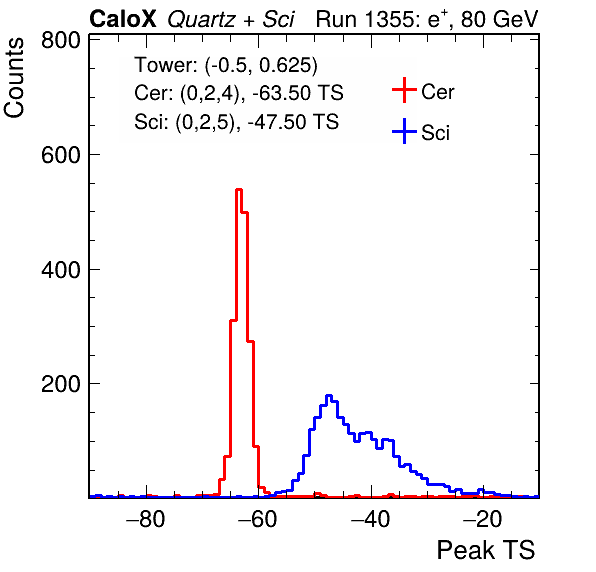 CaloX Quartz + Sci Run 1355: e+, 80 GeV
Counts
800
600
400
200
Tower: (-0.5, 0.625)
Cer: (0,2,4), -63.50 TS
Sci: (0,2,5), -47.50 TS
Cer
Sci
−80 −60 −40 −20
Peak TS